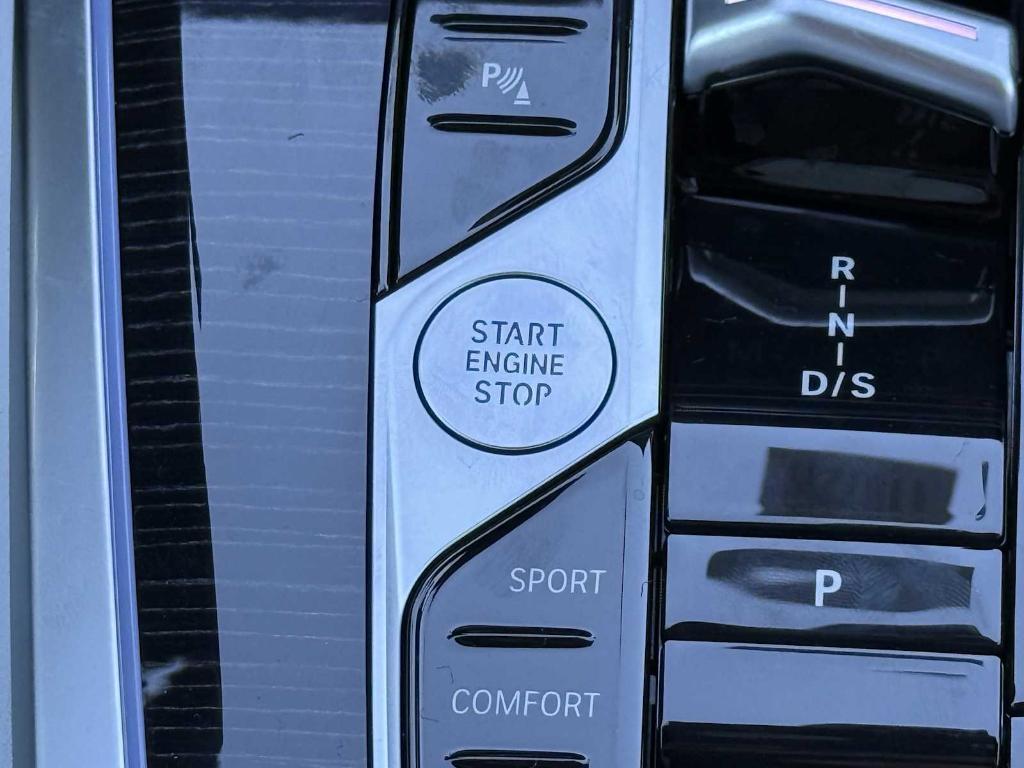 P
START
ENGINE
STOP
R
N
D/S
SPORT
P
COMFORT